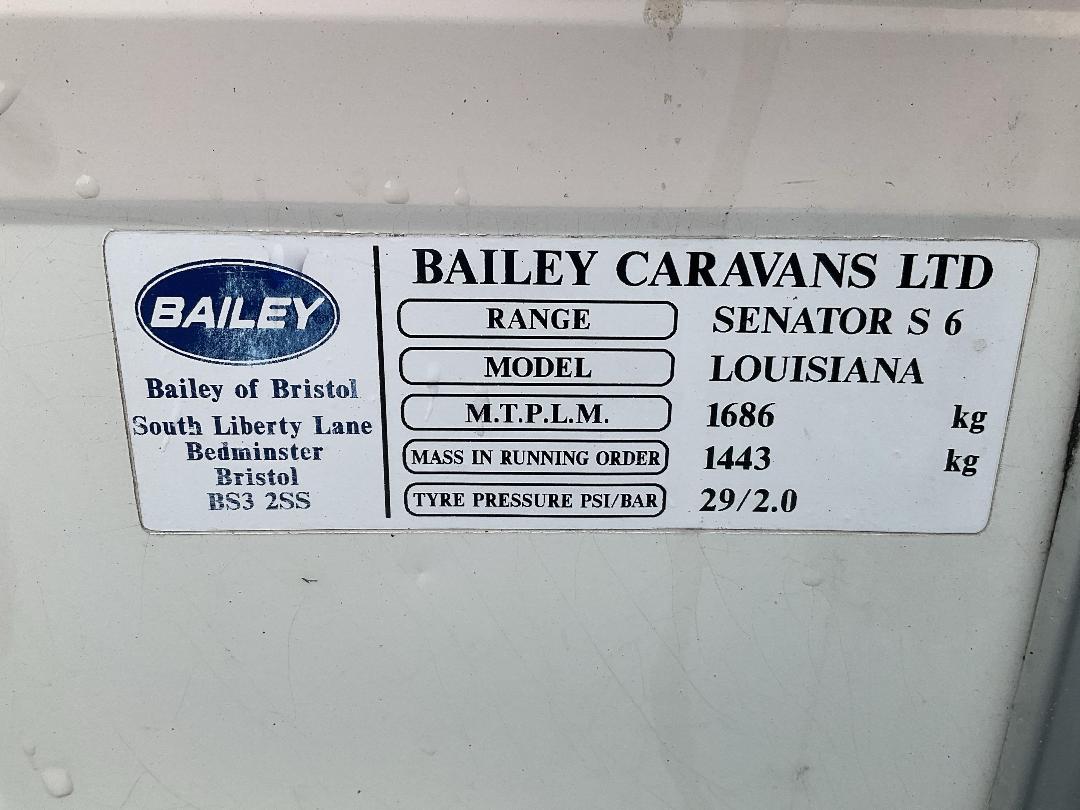 BAILEY
Bailey of Bristol
South Liberty Lane
Bedminster
Bristol
BS3 2SS
BAILEY CARAVANS LTD
RANGE SENATOR S 6
MODEL LOUISIANA
M.T.P.L.M. 1686 kg
MASS IN RUNNING ORDER 1443 kg
TYRE PRESSURE PSI/BAR 29/2.0